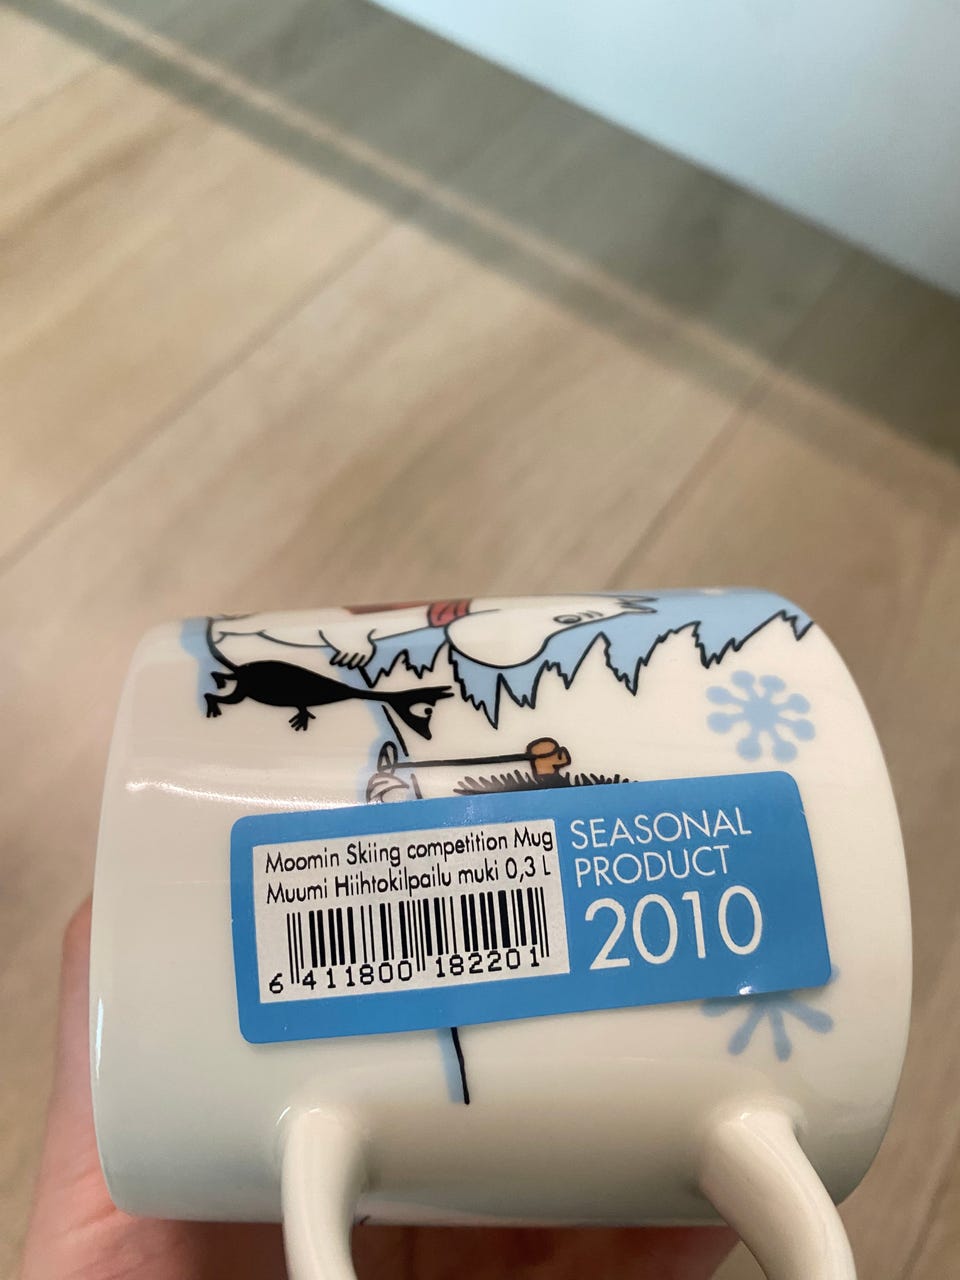 Moomin Skiing competition Mug
Muumi Hiihtokilpailu muki 0,3 L
6 411800 182201
SEASONAL
PRODUCT
2010